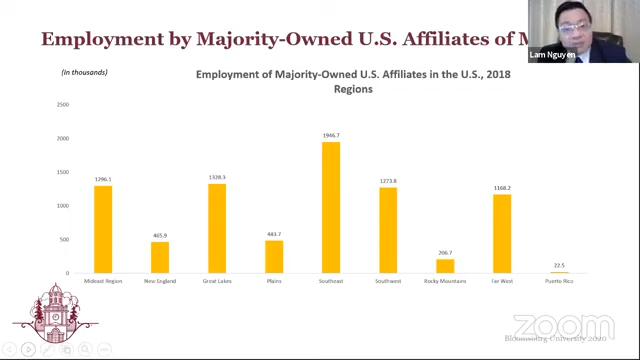 Employment by Majority-Owned U.S. Affiliates of M
Lam Nguyen
(In thousands)
Employment of Majority-Owned U.S. Affiliates in the U.S., 2018
Regions
2500
2000
1500
1000
500
0
1296.1
465.9
1328.3
483.7
1946.7
1273.8
206.7
1168.2
22.5
Mideast Region
New England
Great Lakes
Plains
Southeast
Southwest
Rocky Mountains
Far West
Puerto Rico
zoom
Bloomsburg University 2020